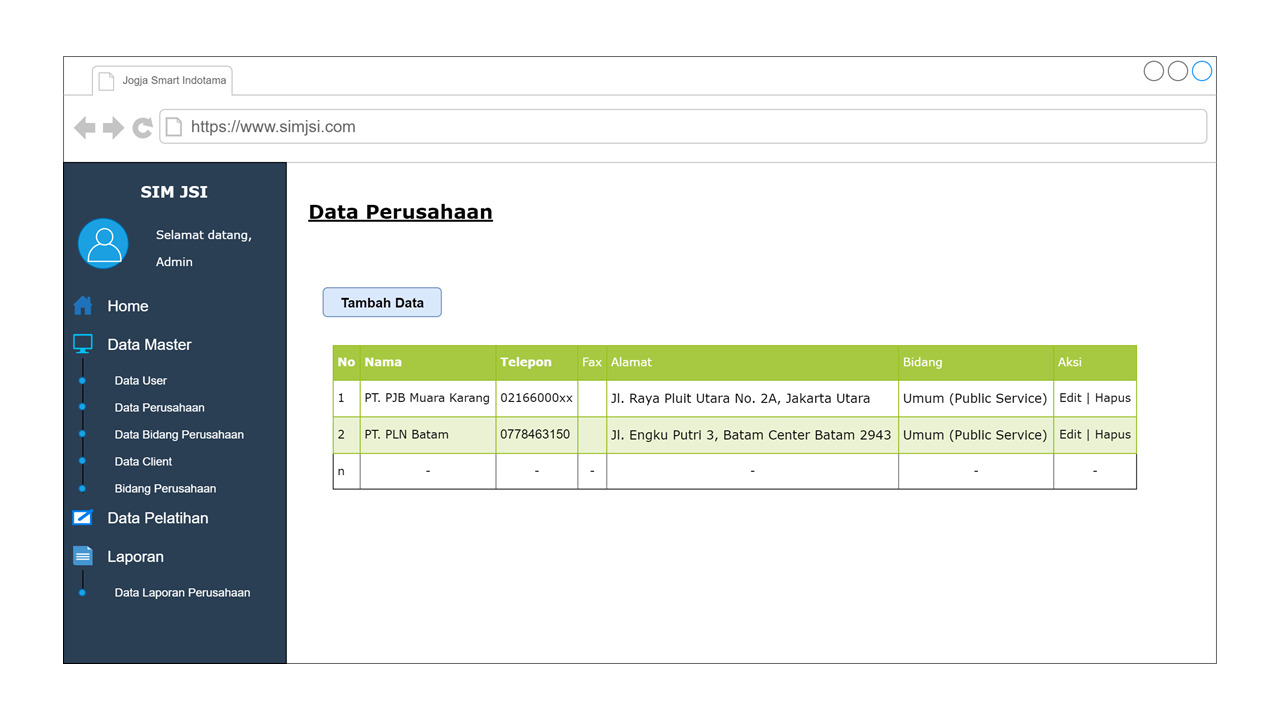 Jogja Smart Indotama
https://www.simjsi.com
SIM JSI
Selamat datang,
Admin
Home
Data Master
Data User
Data Perusahaan
Data Bidang Perusahaan
Data Client
Bidang Perusahaan
Data Pelatihan
Laporan
Data Laporan Perusahaan
Data Perusahaan
Tambah Data
No Nama Telepon Fax Alamat Bidang Aksi
1 PT. PJB Muara Karang 02166000xx Jl. Raya Pluit Utara No. 2A, Jakarta Utara Umum (Public Service) Edit | Hapus
2 PT. PLN Batam 0778463150 Jl. Engku Putri 3, Batam Center Batam 2943 Umum (Public Service) Edit | Hapus
n - - - - - -